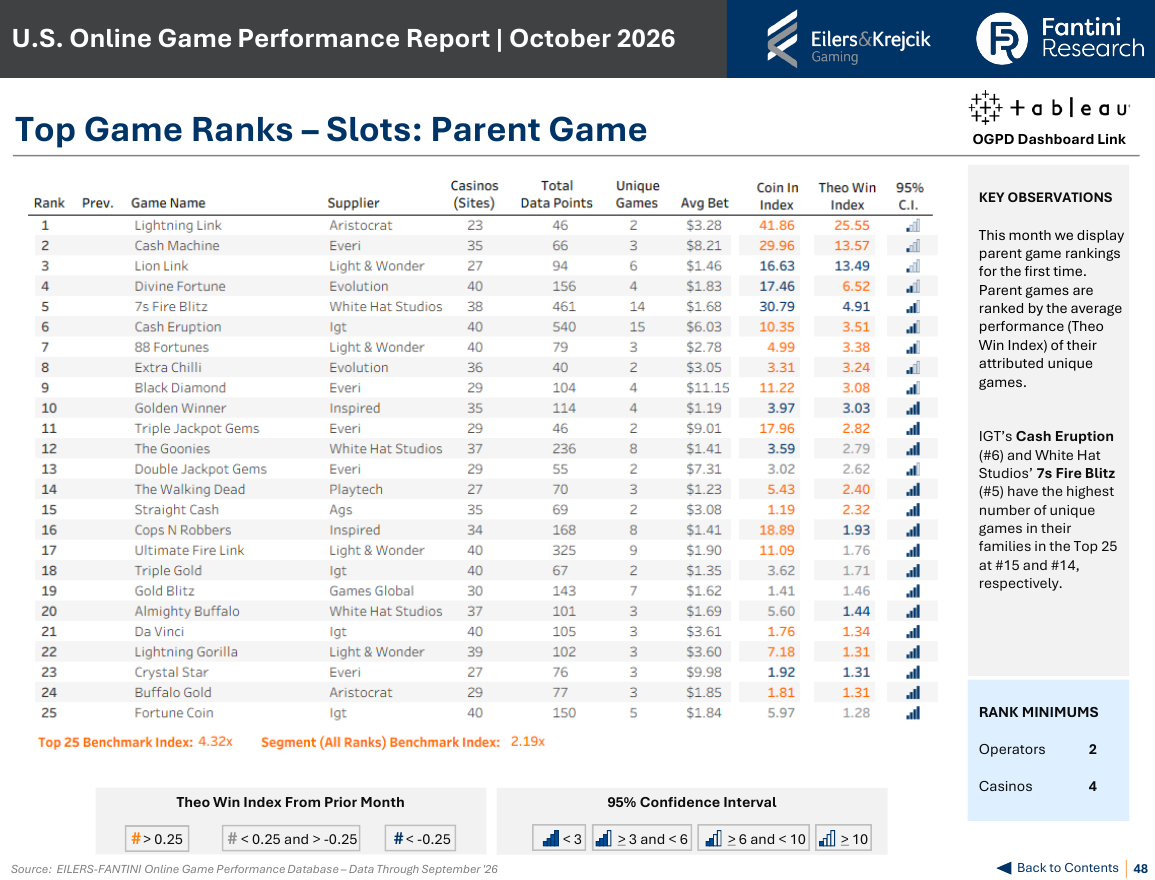 U.S. Online Game Performance Report | October 2026
Eilers&Krejcik
Gaming
Fantini
Research
Top Game Ranks – Slots: Parent Game
+ a b l e a u
OGPD Dashboard Link
Rank Prev. Game Name Supplier Casinos (Sites) Total Data Points Unique Games Avg Bet Coin In Index Theo Win Index 95% C.I.
1 Lightning Link Aristocrat 23 46 2 $3.28 41.86 25.55
2 Cash Machine Everi 35 66 3 $8.21 29.96 13.57
3 Lion Link Light & Wonder 27 94 6 $1.46 16.63 13.49
4 Divine Fortune Evolution 40 156 4 $1.83 17.46 6.52
5 7s Fire Blitz White Hat Studios 38 461 14 $1.68 30.79 4.91
6 Cash Eruption Igt 40 540 15 $6.03 10.35 3.51
7 88 Fortunes Light & Wonder 40 79 3 $2.78 4.99 3.38
8 Extra Chilli Evolution 36 40 2 $3.05 3.31 3.24
9 Black Diamond Everi 29 104 4 $11.15 11.22 3.08
10 Golden Winner Inspired 35 114 4 $1.19 3.97 3.03
11 Triple Jackpot Gems Everi 29 46 2 $9.01 17.96 2.82
12 The Goonies White Hat Studios 37 236 8 $1.41 3.59 2.79
13 Double Jackpot Gems Everi 29 55 2 $7.31 3.02 2.62
14 The Walking Dead Playtech 27 70 3 $1.23 5.43 2.40
15 Straight Cash Ags 35 69 2 $3.08 1.19 2.32
16 Cops N Robbers Inspired 34 168 8 $1.41 18.89 1.93
17 Ultimate Fire Link Light & Wonder 40 325 9 $1.90 11.09 1.76
18 Triple Gold Igt 40 67 2 $1.35 3.62 1.71
19 Gold Blitz Games Global 30 143 7 $1.62 1.41 1.46
20 Almighty Buffalo White Hat Studios 37 101 3 $1.69 5.60 1.44
21 Da Vinci Igt 40 105 3 $3.61 1.76 1.34
22 Lightning Gorilla Light & Wonder 39 102 3 $3.60 7.18 1.31
23 Crystal Star Everi 27 76 3 $9.98 1.92 1.31
24 Buffalo Gold Aristocrat 29 77 3 $1.85 1.81 1.31
25 Fortune Coin Igt 40 150 5 $1.84 5.97 1.28
Top 25 Benchmark Index: 4.32x Segment (All Ranks) Benchmark Index: 2.19x
KEY OBSERVATIONS
This month we display
parent game rankings
for the first time.
Parent games are
ranked by the average
performance (Theo
Win Index) of their
attributed unique
games.
IGT’s Cash Eruption
(#6) and White Hat
Studios’ 7s Fire Blitz
(#5) have the highest
number of unique
games in their
families in the Top 25
at #15 and #14,
respectively.
RANK MINIMUMS
Operators 2
Casinos 4
Theo Win Index From Prior Month
# > 0.25 # < 0.25 and > -0.25 # < -0.25
95% Confidence Interval
< 3 ≥ 3 and < 6 ≥ 6 and < 10 ≥ 10
Source: EILERS-FANTINI Online Game Performance Database – Data Through September '26
Back to Contents | 48